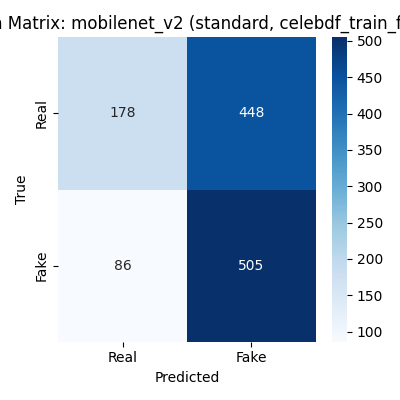 Matrix: mobilenet_v2 (standard, celebdf_train_f
Real
178
448
True
Fake
86
505
Real
Fake
Predicted
500
450
400
350
300
250
200
150
100